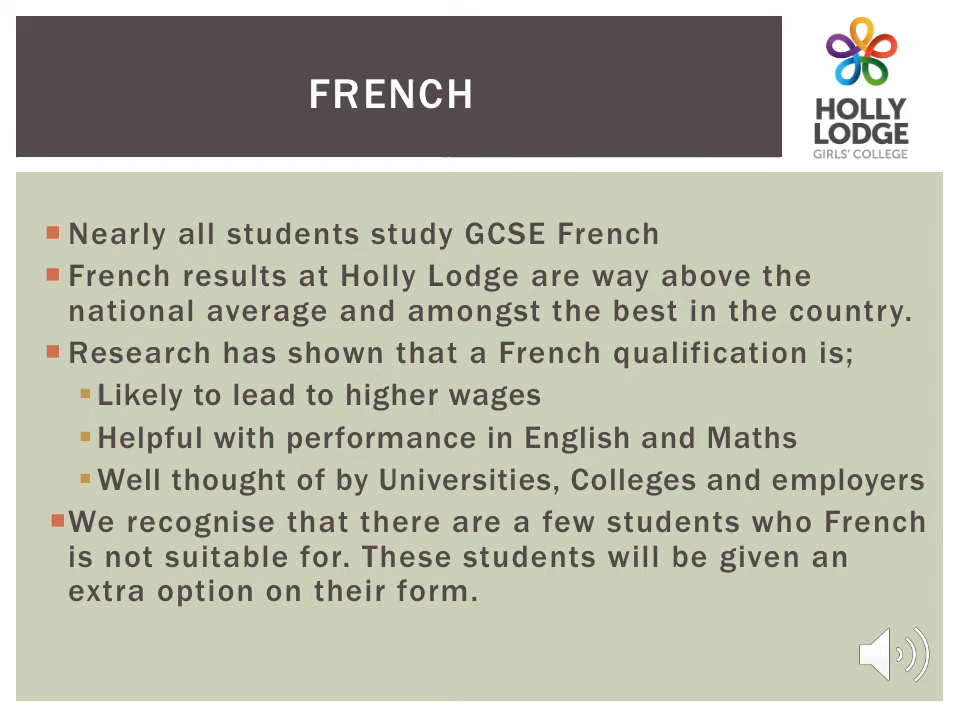 FRENCH
HOLLY
LODGE
GIRLS' COLLEGE
Nearly all students study GCSE French
French results at Holly Lodge are way above the
national average and amongst the best in the country.
Research has shown that a French qualification is;
Likely to lead to higher wages
Helpful with performance in English and Maths
Well thought of by Universities, Colleges and employers
We recognise that there are a few students who French
is not suitable for. These students will be given an
extra option on their form.